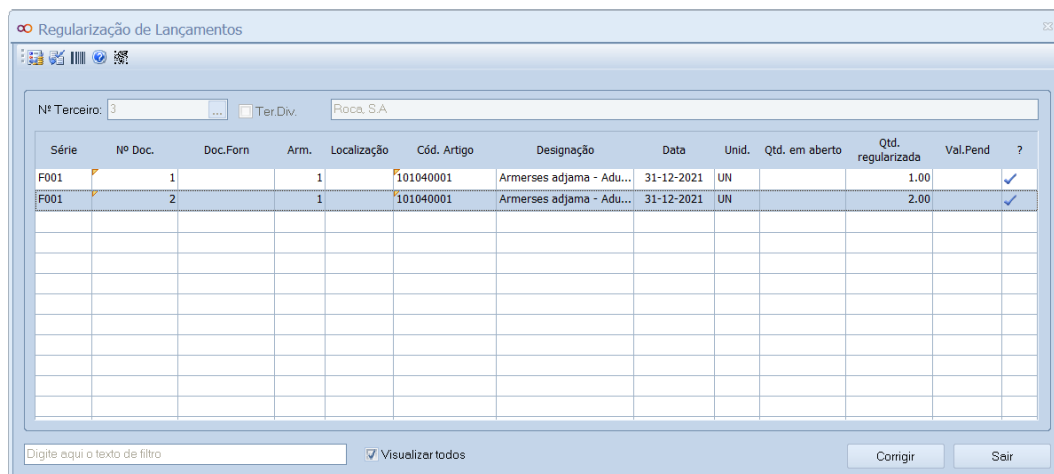 Regularização de Lançamentos
Nº Terceiro: 3 ... Ter.Div. Roca, S.A
Série Nº Doc. Doc.Forn Arm. Localização Cód. Artigo Designação Data Unid. Qtd. em aberto Qtd. regularizada Val.Pend ?
F001 1 1 101040001 Armerses adjama - Adu... 31-12-2021 UN 1.00
F001 2 1 101040001 Armerses adjama - Adu... 31-12-2021 UN 2.00
Digite aqui o texto de filtro Visualizar todos Corrigir Sair